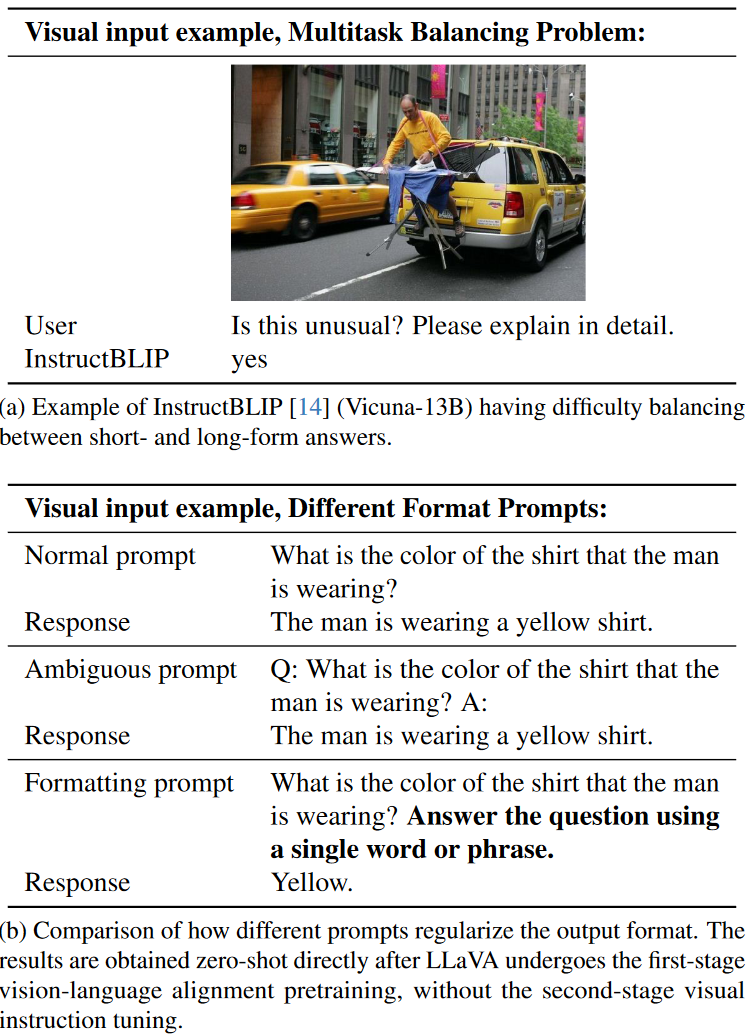 Visual input example, Multitask Balancing Problem:
User Is this unusual? Please explain in detail.
InstructBLIP yes
(a) Example of InstructBLIP [14] (Vicuna-13B) having difficulty balancing
between short- and long-form answers.
Visual input example, Different Format Prompts:
Normal prompt What is the color of the shirt that the man
is wearing?
Response The man is wearing a yellow shirt.
Ambiguous prompt Q: What is the color of the shirt that the
man is wearing? A:
Response The man is wearing a yellow shirt.
Formatting prompt What is the color of the shirt that the man
is wearing? Answer the question using
a single word or phrase.
Response Yellow.
(b) Comparison of how different prompts regularize the output format. The
results are obtained zero-shot directly after LLaVA undergoes the first-stage
vision-language alignment pretraining, without the second-stage visual
instruction tuning.